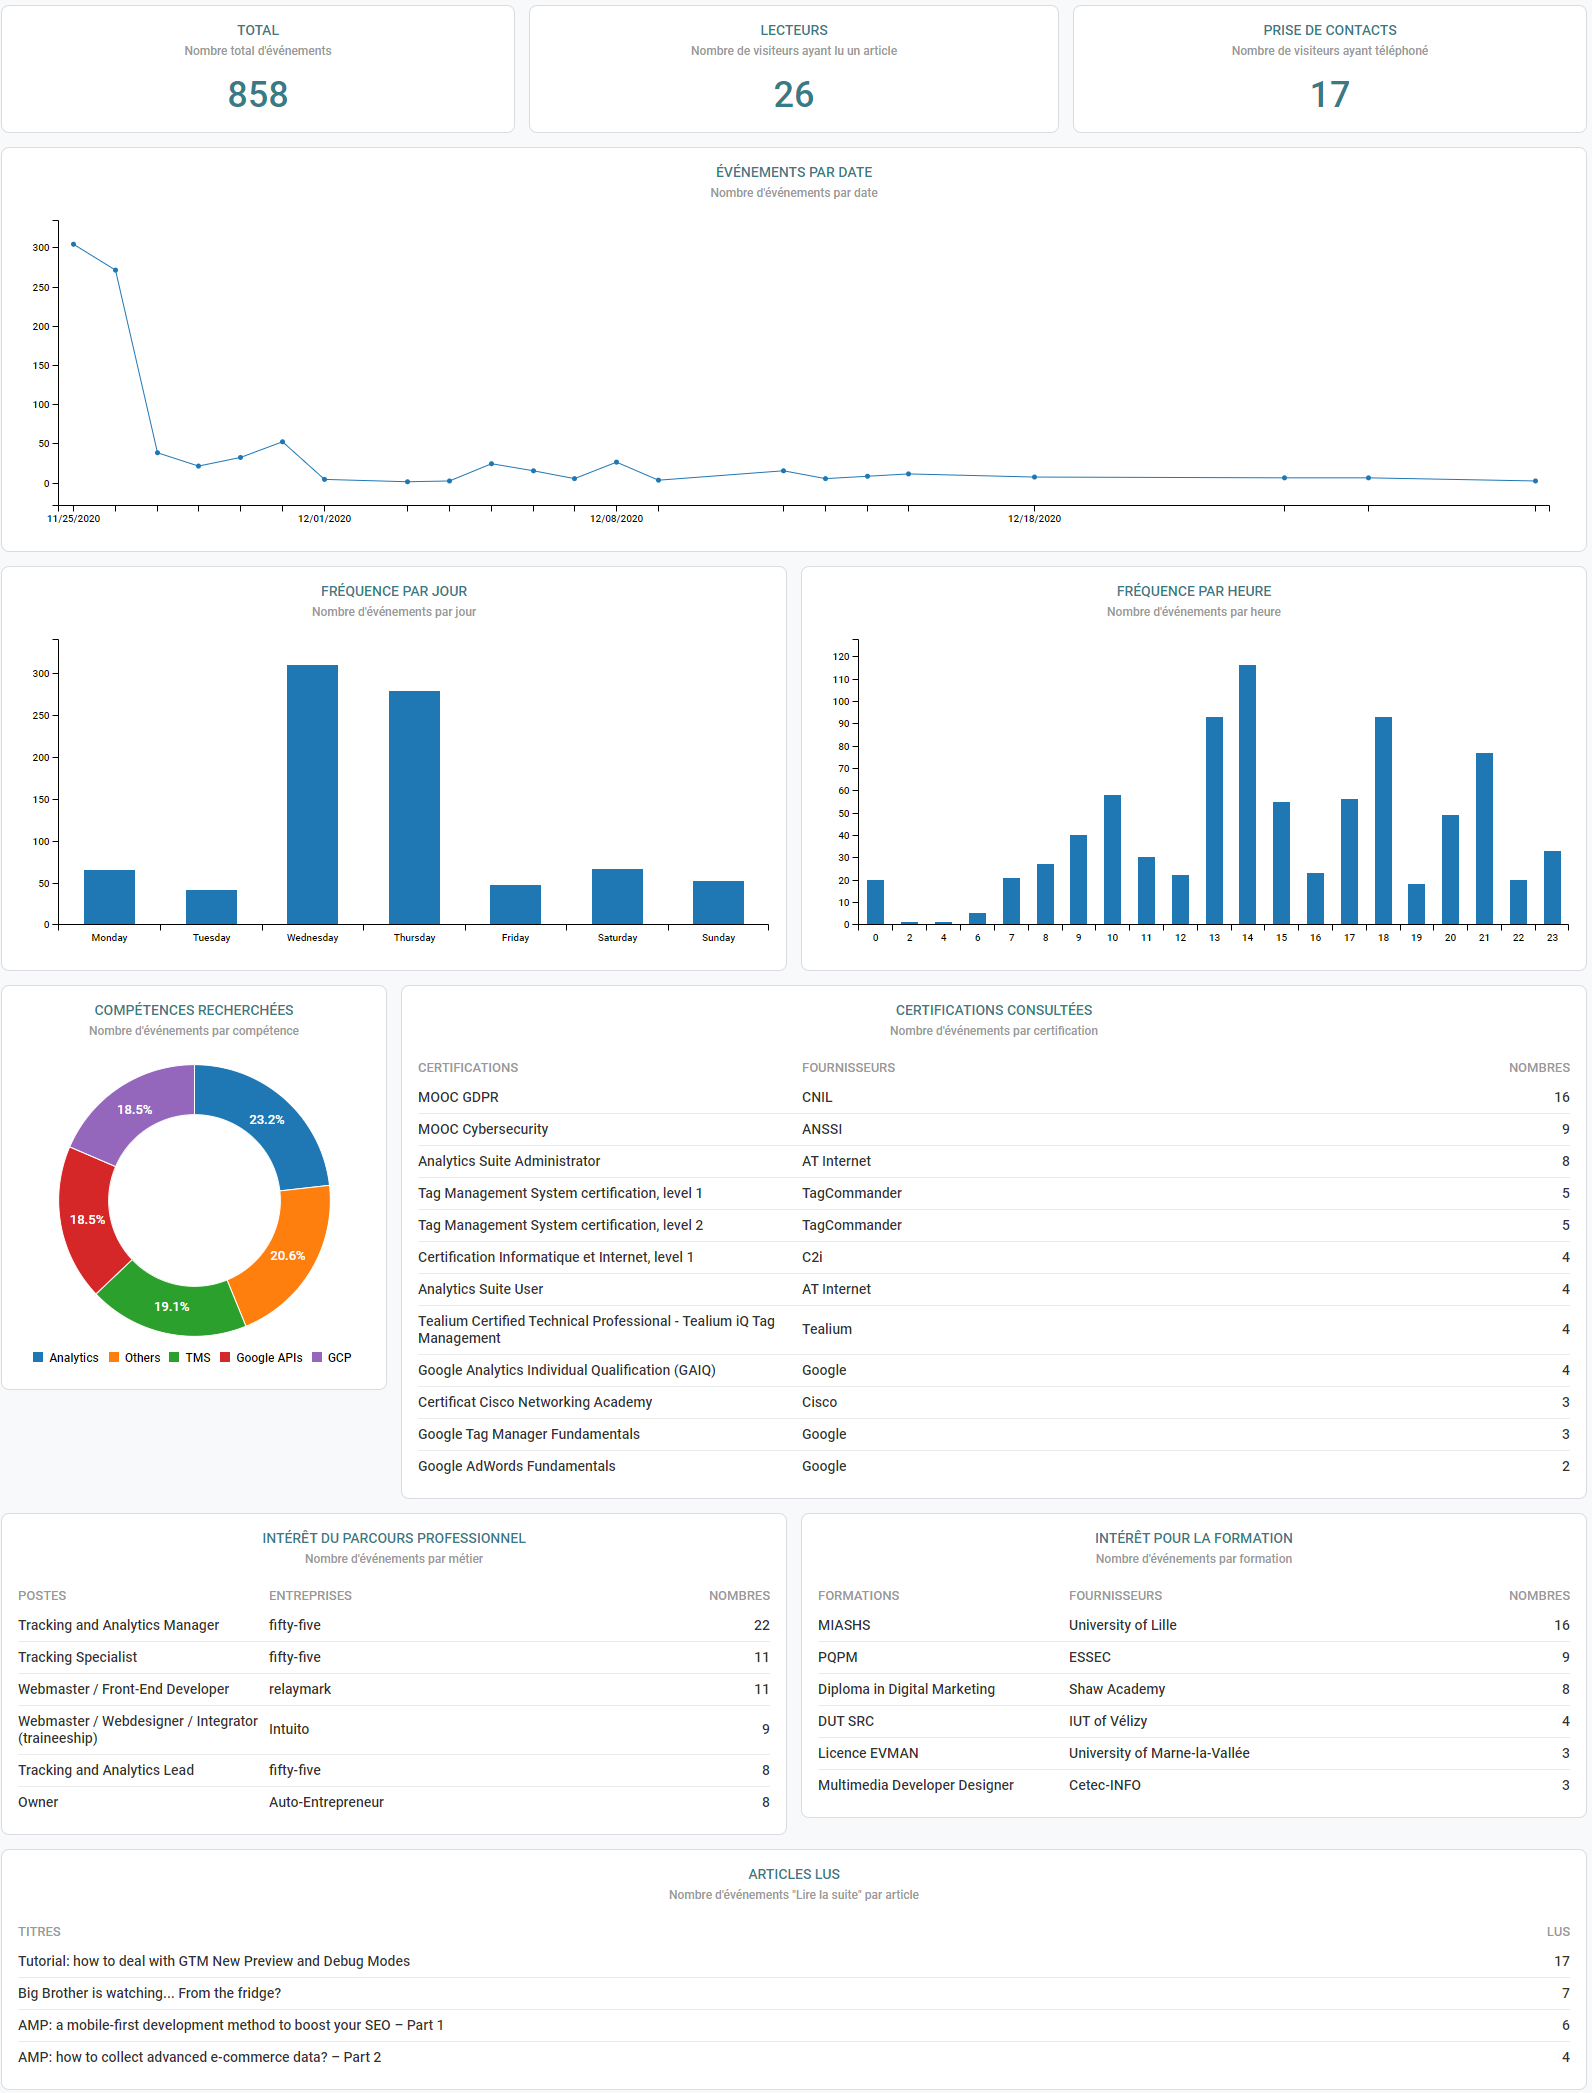 TOTAL
Nombre total d'événements
858
LECTEURS
Nombre de visiteurs ayant lu un article
26
PRISE DE CONTACTS
Nombre de visiteurs ayant téléphoné
17
ÉVÉNEMENTS PAR DATE
Nombre d'événements par date
300
250
200
150
100
50
0
11/25/2020 12/01/2020 12/08/2020 12/18/2020
FRÉQUENCE PAR JOUR
Nombre d'événements par jour
300
250
200
150
100
50
0
Monday Tuesday Wednesday Thursday Friday Saturday Sunday
FRÉQUENCE PAR HEURE
Nombre d'événements par heure
120
110
100
90
80
70
60
50
40
30
20
10
0
0 2 4 6 7 8 9 10 11 12 13 14 15 16 17 18 19 20 21 22 23
COMPÉTENCES RECHERCHÉES
Nombre d'événements par compétence
18.5%
23.2%
18.5%
20.6%
19.1%
Analytics Others TMS Google APIs GCP
CERTIFICATIONS CONSULTÉES
Nombre d'événements par certification
CERTIFICATIONS FOURNISSEURS NOMBRES
MOOC GDPR CNIL 16
MOOC Cybersecurity ANSSI 9
Analytics Suite Administrator AT Internet 8
Tag Management System certification, level 1 TagCommander 5
Tag Management System certification, level 2 TagCommander 5
Certification Informatique et Internet, level 1 C2i 4
Analytics Suite User AT Internet 4
Tealium Certified Technical Professional - Tealium iQ Tag
Management Tealium 4
Google Analytics Individual Qualification (GAIQ) Google 4
Certificat Cisco Networking Academy Cisco 3
Google Tag Manager Fundamentals Google 3
Google AdWords Fundamentals Google 2
INTÉRÊT DU PARCOURS PROFESSIONNEL
Nombre d'événements par métier
POSTES ENTREPRISES NOMBRES
Tracking and Analytics Manager fifty-five 22
Tracking Specialist fifty-five 11
Webmaster / Front-End Developer relaymark 11
Webmaster / Webdesigner / Integrator
(traineeship) Intuito 9
Tracking and Analytics Lead fifty-five 8
Owner Auto-Entrepreneur 8
INTÉRÊT POUR LA FORMATION
Nombre d'événements par formation
FORMATIONS FOURNISSEURS NOMBRES
MIASHS University of Lille 16
PQPM ESSEC 9
Diploma in Digital Marketing Shaw Academy 8
DUT SRC IUT of Vélizy 4
Licence EVMAN University of Marne-la-Vallée 3
Multimedia Developer Designer Cetec-INFO 3
ARTICLES LUS
Nombre d'événements "Lire la suite" par article
TITRES LUS
Tutorial: how to deal with GTM New Preview and Debug Modes 17
Big Brother is watching... From the fridge? 7
AMP: a mobile-first development method to boost your SEO – Part 1 6
AMP: how to collect advanced e-commerce data? – Part 2 4